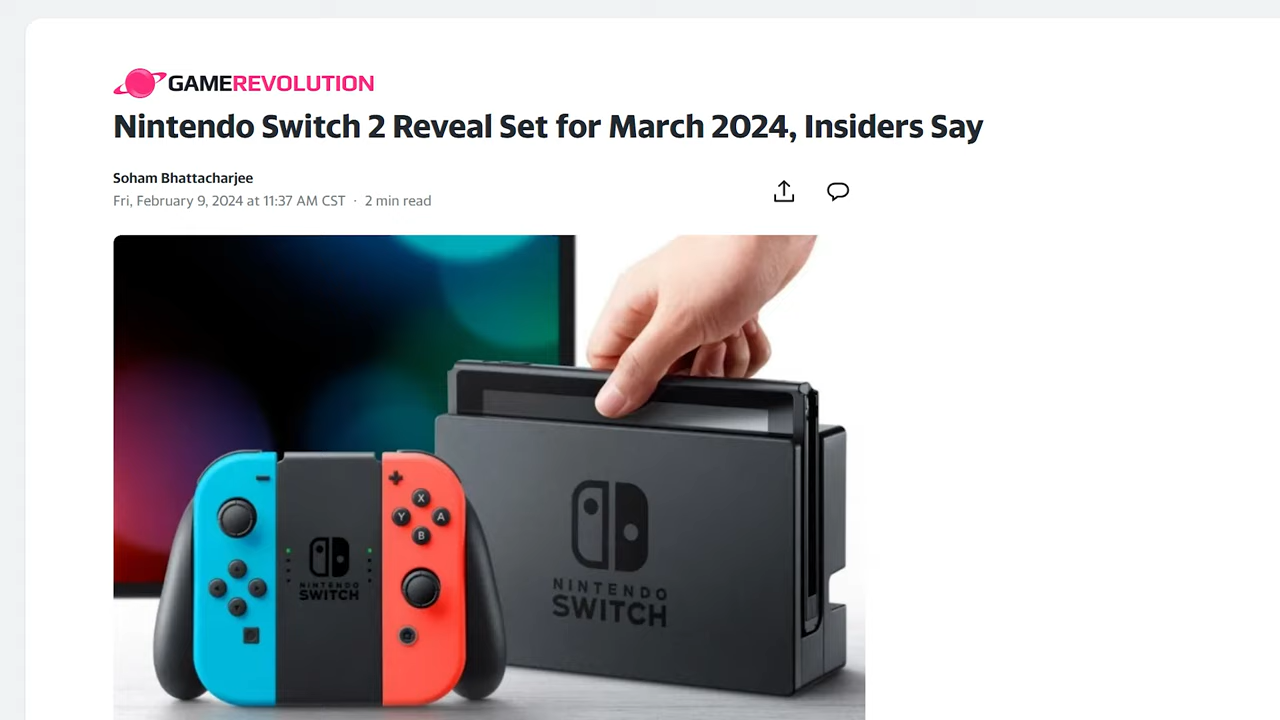 GAMEREVOLUTION
Nintendo Switch 2 Reveal Set for March 2024, Insiders Say
Soham Bhattacharjee
Fri, February 9, 2024 at 11:37 AM CST · 2 min read
X
Y
A
B
NINTENDO
SWITCH
NINTENDO
SWITCH